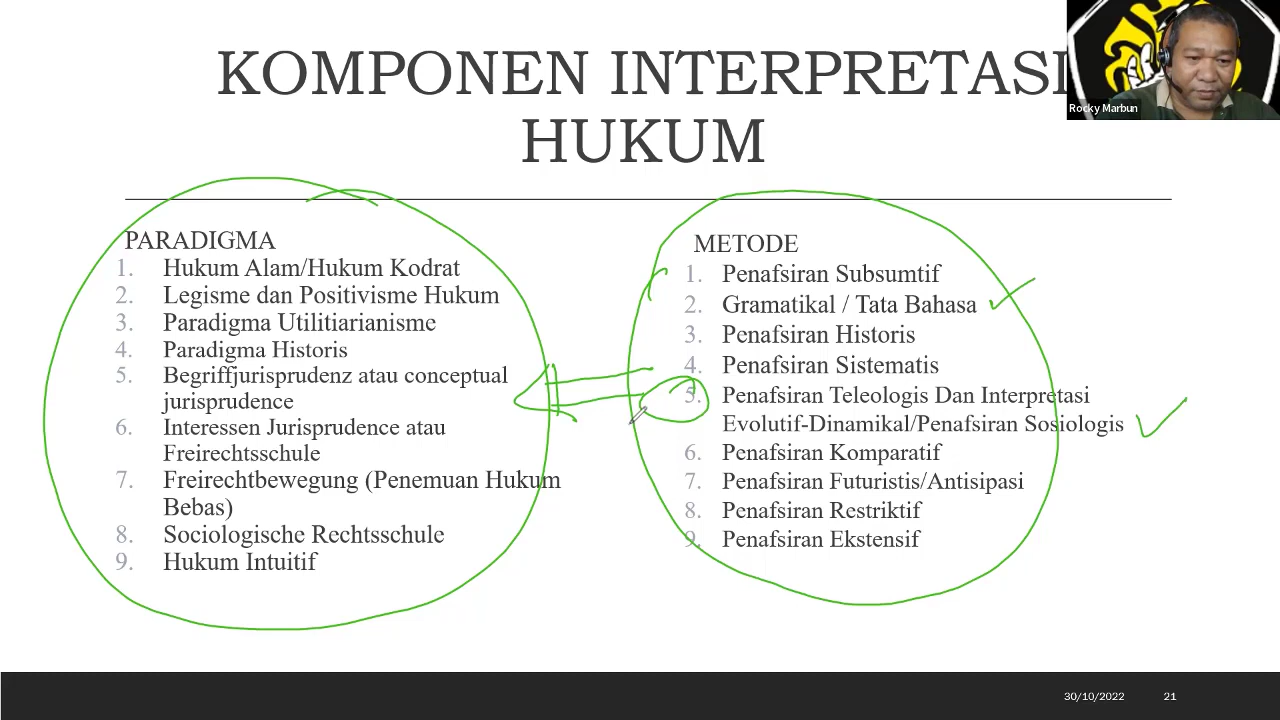 KOMPONEN INTERPRETASI
HUKUM
Rocky Marbun
PARADIGMA
1. Hukum Alam/Hukum Kodrat
2. Legisme dan Positivisme Hukum
3. Paradigma Utilitiarianisme
4. Paradigma Historis
5. Begriffjurisprudenz atau conceptual
jurisprudence
6. Interessen Jurisprudence atau
Freirechtsschule
7. Freirechtbewegung (Penemuan Hukum
Bebas)
8. Sociologische Rechtsschule
9. Hukum Intuitif
METODE
1. Penafsiran Subsumtif
2. Gramatikal / Tata Bahasa
3. Penafsiran Historis
4. Penafsiran Sistematis
5. Penafsiran Teleologis Dan Interpretasi
Evolutif-Dinamikal/Penafsiran Sosiologis
6. Penafsiran Komparatif
7. Penafsiran Futuristis/Antisipasi
8. Penafsiran Restriktif
9. Penafsiran Ekstensif
30/10/2022 21